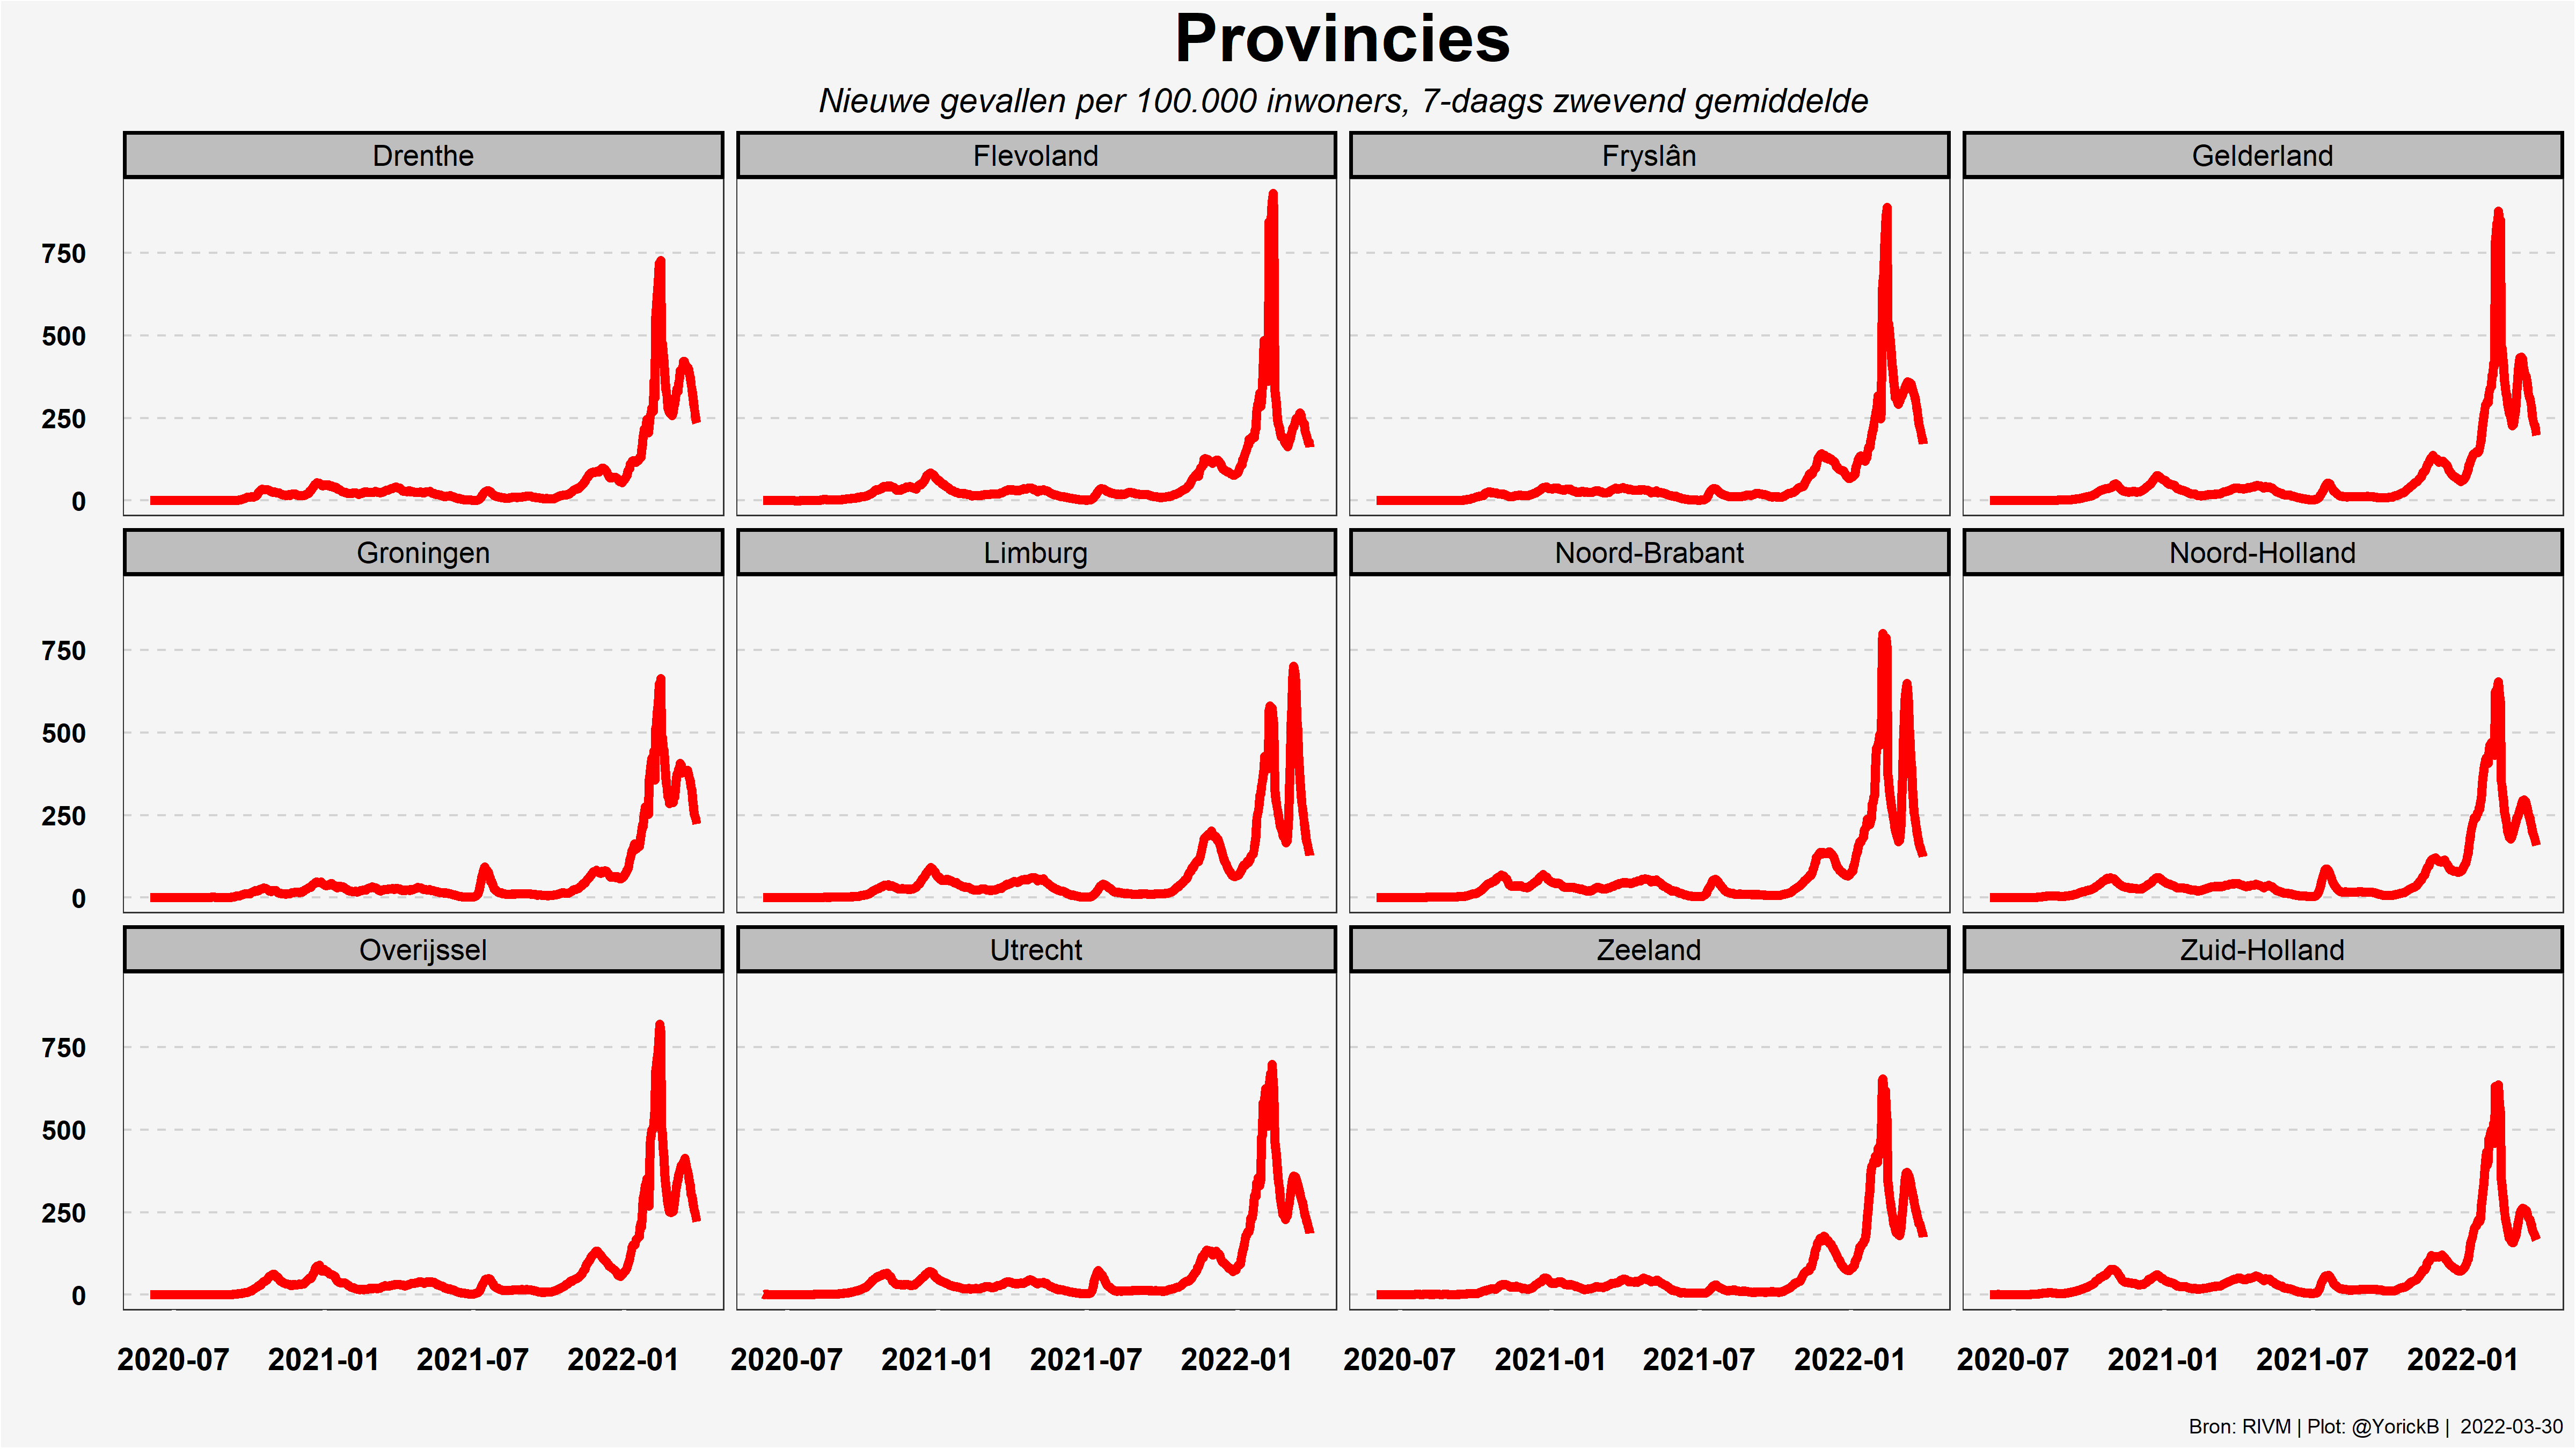 Provincies
Nieuwe gevallen per 100.000 inwoners, 7-daags zwevend gemiddelde
Drenthe Flevoland Fryslân Gelderland
750
500
250
0
Groningen Limburg Noord-Brabant Noord-Holland
750
500
250
0
Overijssel Utrecht Zeeland Zuid-Holland
750
500
250
0
2020-07 2021-01 2021-07 2022-01 2020-07 2021-01 2021-07 2022-01 2020-07 2021-01 2021-07 2022-01 2020-07 2021-01 2021-07 2022-01
Bron: RIVM | Plot: @YorickB | 2022-03-30